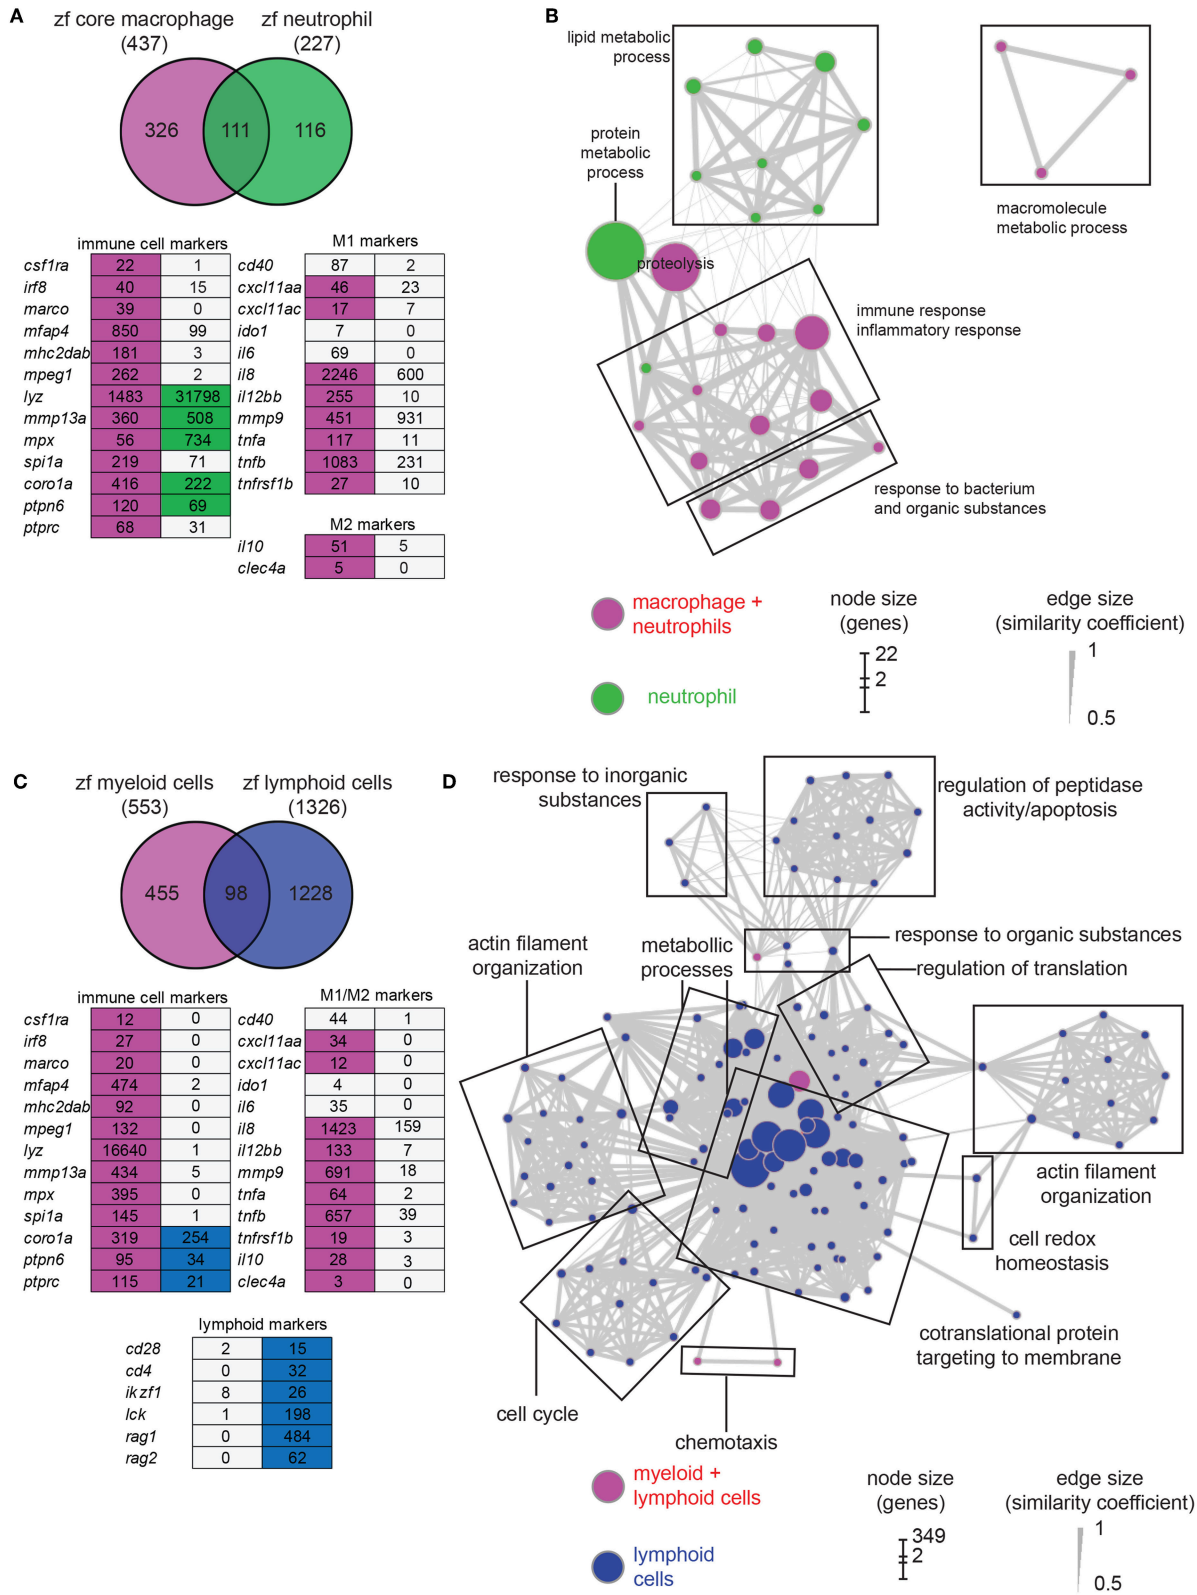 A
zf core macrophage
(437)
zf neutrophil
(227)
326
111
116
immune cell markers
csf1ra 22 1
irf8 40 15
marco 39 0
mfap4 850 99
mhc2dab 181 3
mpeg1 262 2
lyz 1483 31798
mmp13a 360 508
mpx 56 734
spi1a 219 71
coro1a 416 222
ptpn6 120 69
ptprc 68 31
M1 markers
cd40 87 2
cxcl11aa 46 23
cxcl11ac 17 7
ido1 7 0
il6 69 0
il8 2246 600
il12bb 255 10
mmp9 451 931
tnfa 117 11
tnfb 1083 231
tnfrsf1b 27 10
M2 markers
il10 51 5
clec4a 5 0
B
lipid metabolic
process
protein
metabolic
process
proteolysis
macromolecule
metabolic process
immune response
inflammatory response
response to bacterium
and organic substances
macrophage +
neutrophils
neutrophil
node size
(genes)
22
2
edge size
(similarity coefficient)
1
0.5
C
zf myeloid cells
(553)
zf lymphoid cells
(1326)
455
98
1228
immune cell markers
csf1ra 12 0
irf8 27 0
marco 20 0
mfap4 474 2
mhc2dab 92 0
mpeg1 132 0
lyz 16640 1
mmp13a 434 5
mpx 395 0
spi1a 145 1
coro1a 319 254
ptpn6 95 34
ptprc 115 21
M1/M2 markers
cd40 44 1
cxcl11aa 34 0
cxcl11ac 12 0
ido1 4 0
il6 35 0
il8 1423 159
il12bb 133 7
mmp9 691 18
tnfa 64 2
tnfb 657 39
tnfrsf1b 19 3
il10 28 3
clec4a 3 0
lymphoid markers
cd28 2 15
cd4 0 32
ikzf1 8 26
lck 1 198
rag1 0 484
rag2 0 62
D
response to inorganic
substances
regulation of peptidase
activity/apoptosis
actin filament
organization
metabollic
processes
response to organic substances
regulation of translation
actin filament
organization
cell redox
homeostasis
cotranslational protein
targeting to membrane
cell cycle
chemotaxis
myeloid +
lymphoid cells
lymphoid
cells
node size
(genes)
349
2
edge size
(similarity coefficient)
1
0.5